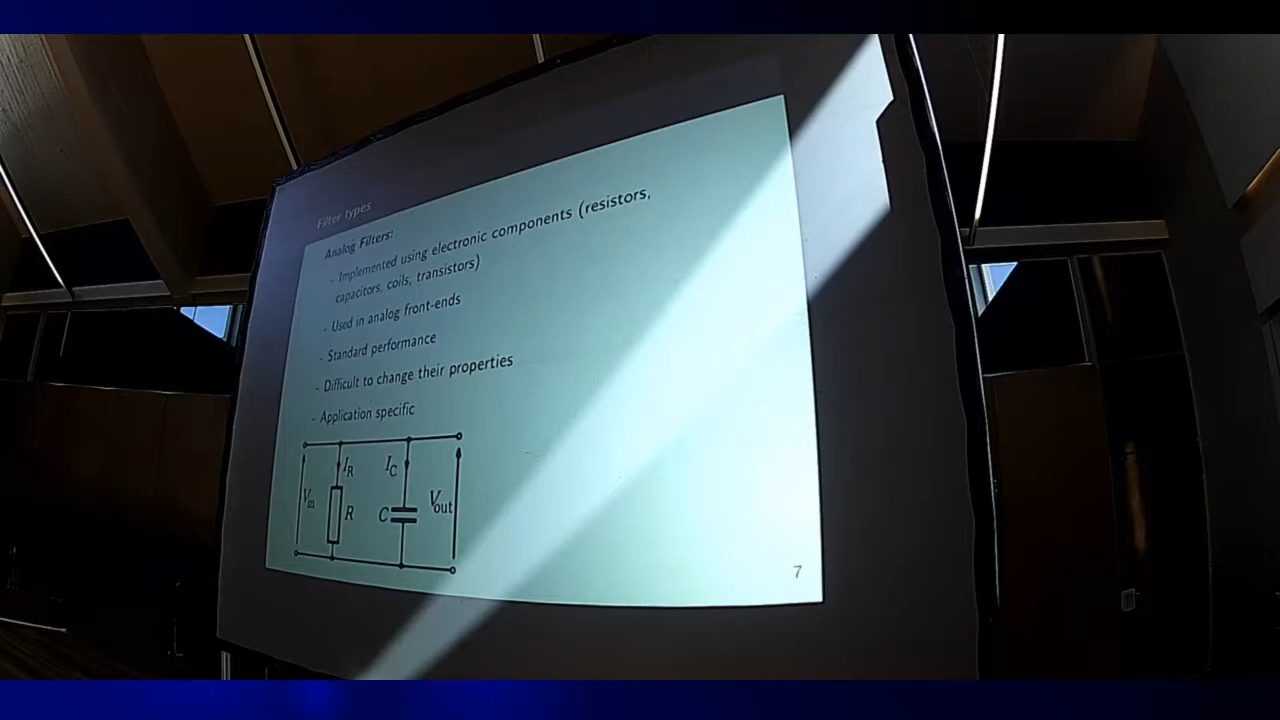 Filter types
Analog Filters:
- Implemented using electronic components (resistors,
capacitors, coils, transistors)
- Used in analog front-ends
- Standard performance
- Difficult to change their properties
- Application specific
Vin
IR
R
IC
C
Vout
7